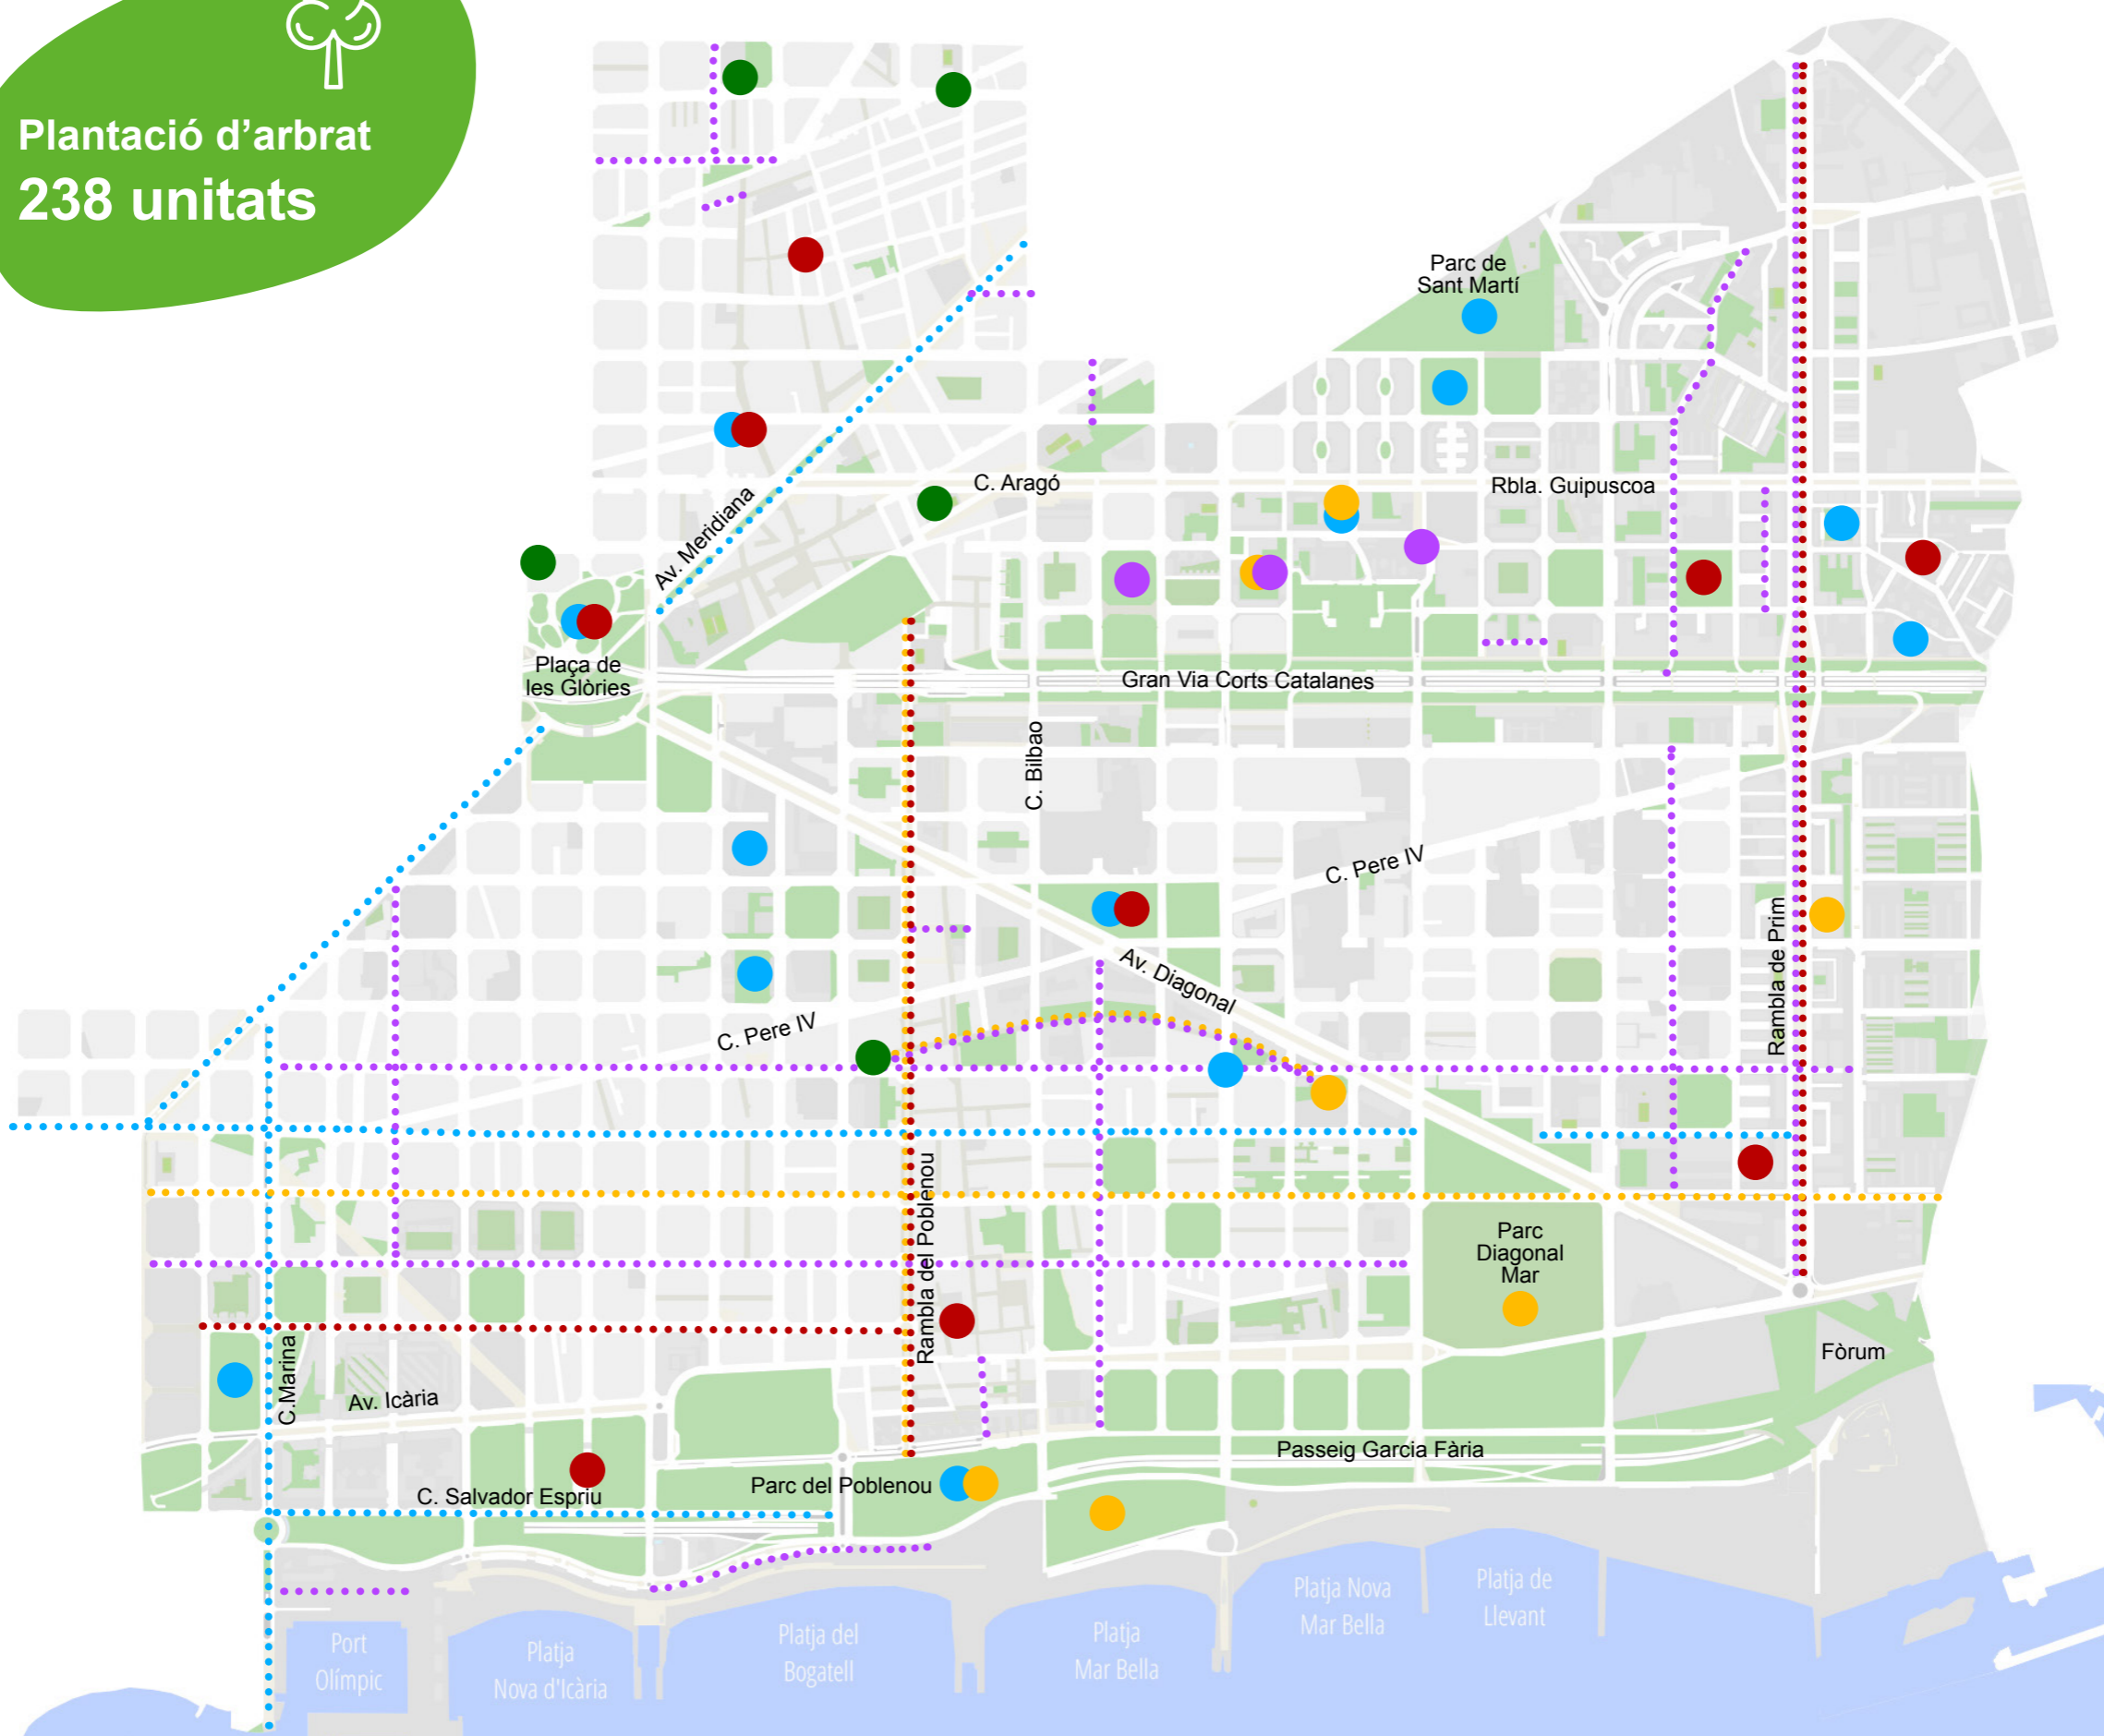 Plantació d’arbrat
238 unitats
Parc de
Sant Martí
C. Aragó
Rbla. Guipuscoa
Av. Meridiana
Plaça de
les Glòries
Gran Via Corts Catalanes
C. Bilbao
C. Pere IV
Av. Diagonal
Rambla de Prim
C. Pere IV
Rambla del Poblenou
Parc
Diagonal
Mar
Fòrum
C.Marina
Av. Icària
Passeig Garcia Fària
Parc del Poblenou
C. Salvador Espriu
Port
Olímpic
Platja
Nova d'Icària
Platja del
Bogatell
Platja
Mar Bella
Platja Nova
Mar Bella
Platja de
Llevant